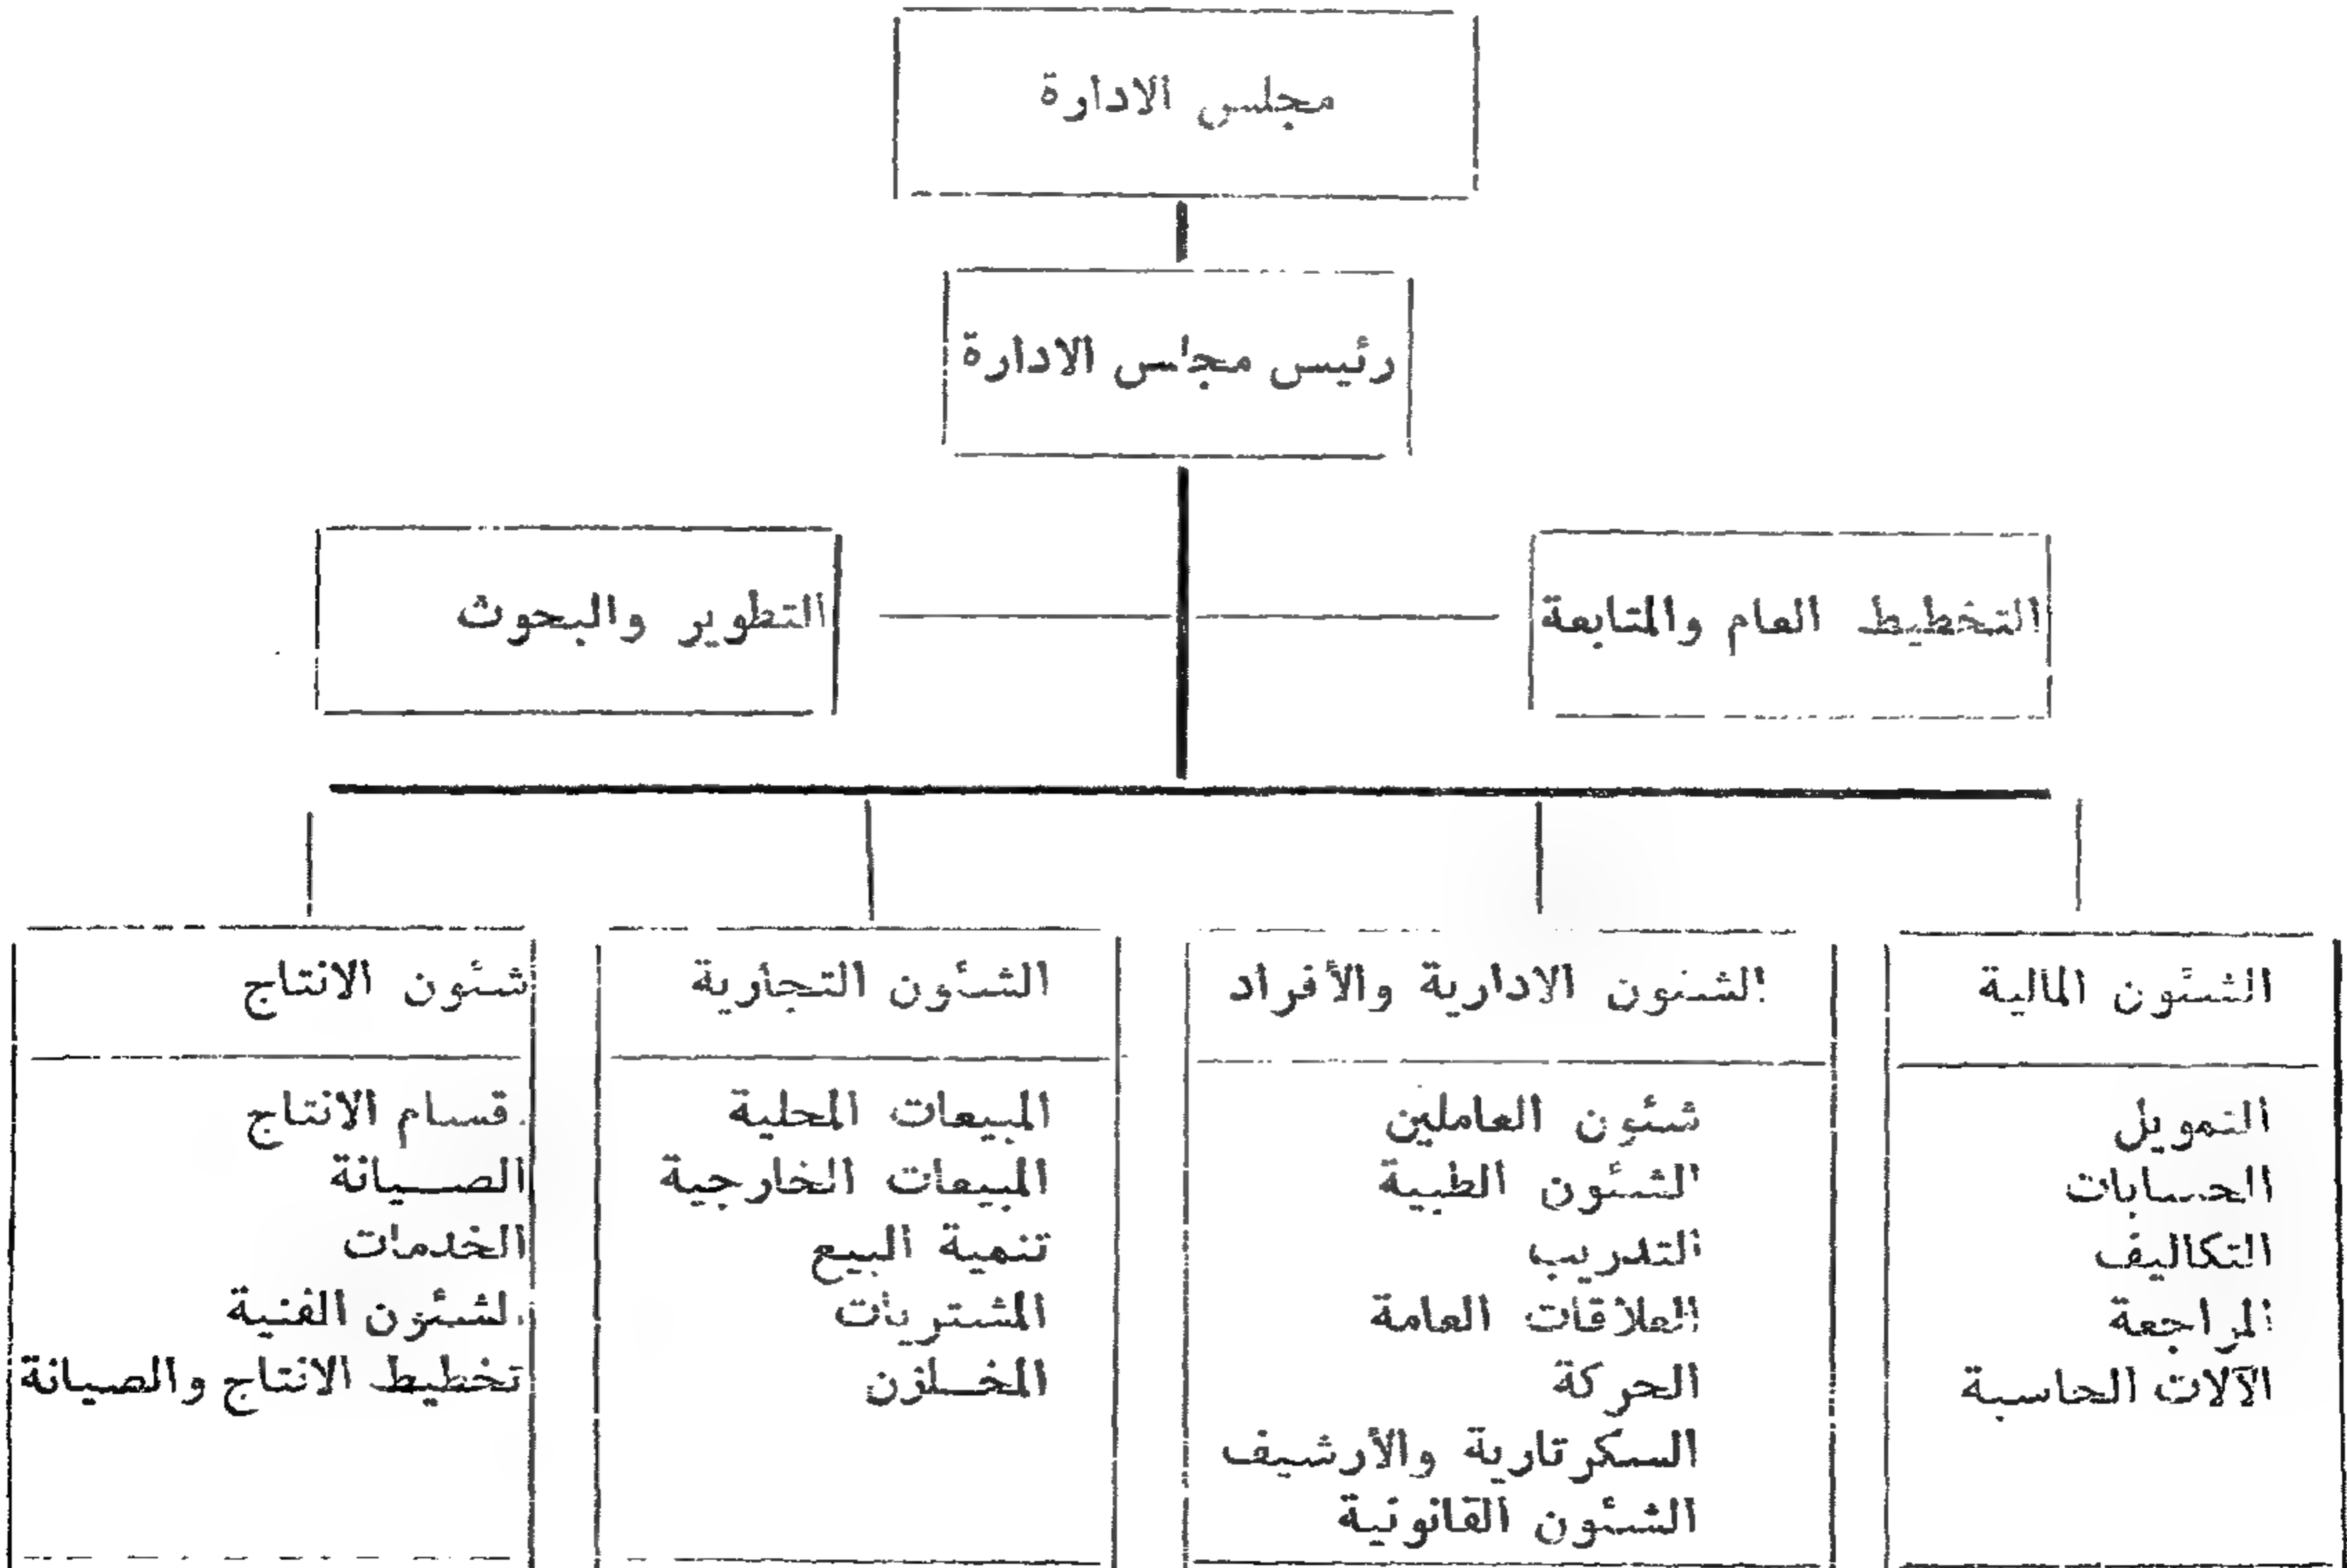 مجلس الادارة
رئيس مجلس الادارة
التخطيط العام والمتابعة
التطوير والبحوث
الشئون المالية
التمويل
الحسابات
التكاليف
المراجعة
الآلات الحاسبة
الشئون الادارية والأفراد
شئون العاملين
الشئون الطبية
التدريب
العلاقات العامة
الحركة
السكرتارية والأرشيف
الشئون القانونية
الشئون التجارية
المبيعات المحلية
المبيعات الخارجية
تنمية البيع
المشتريات
المخازن
شئون الانتاج
أقسام الانتاج
الصيانة
الخدمات
الشئون الفنية
تخطيط الانتاج والصيانة